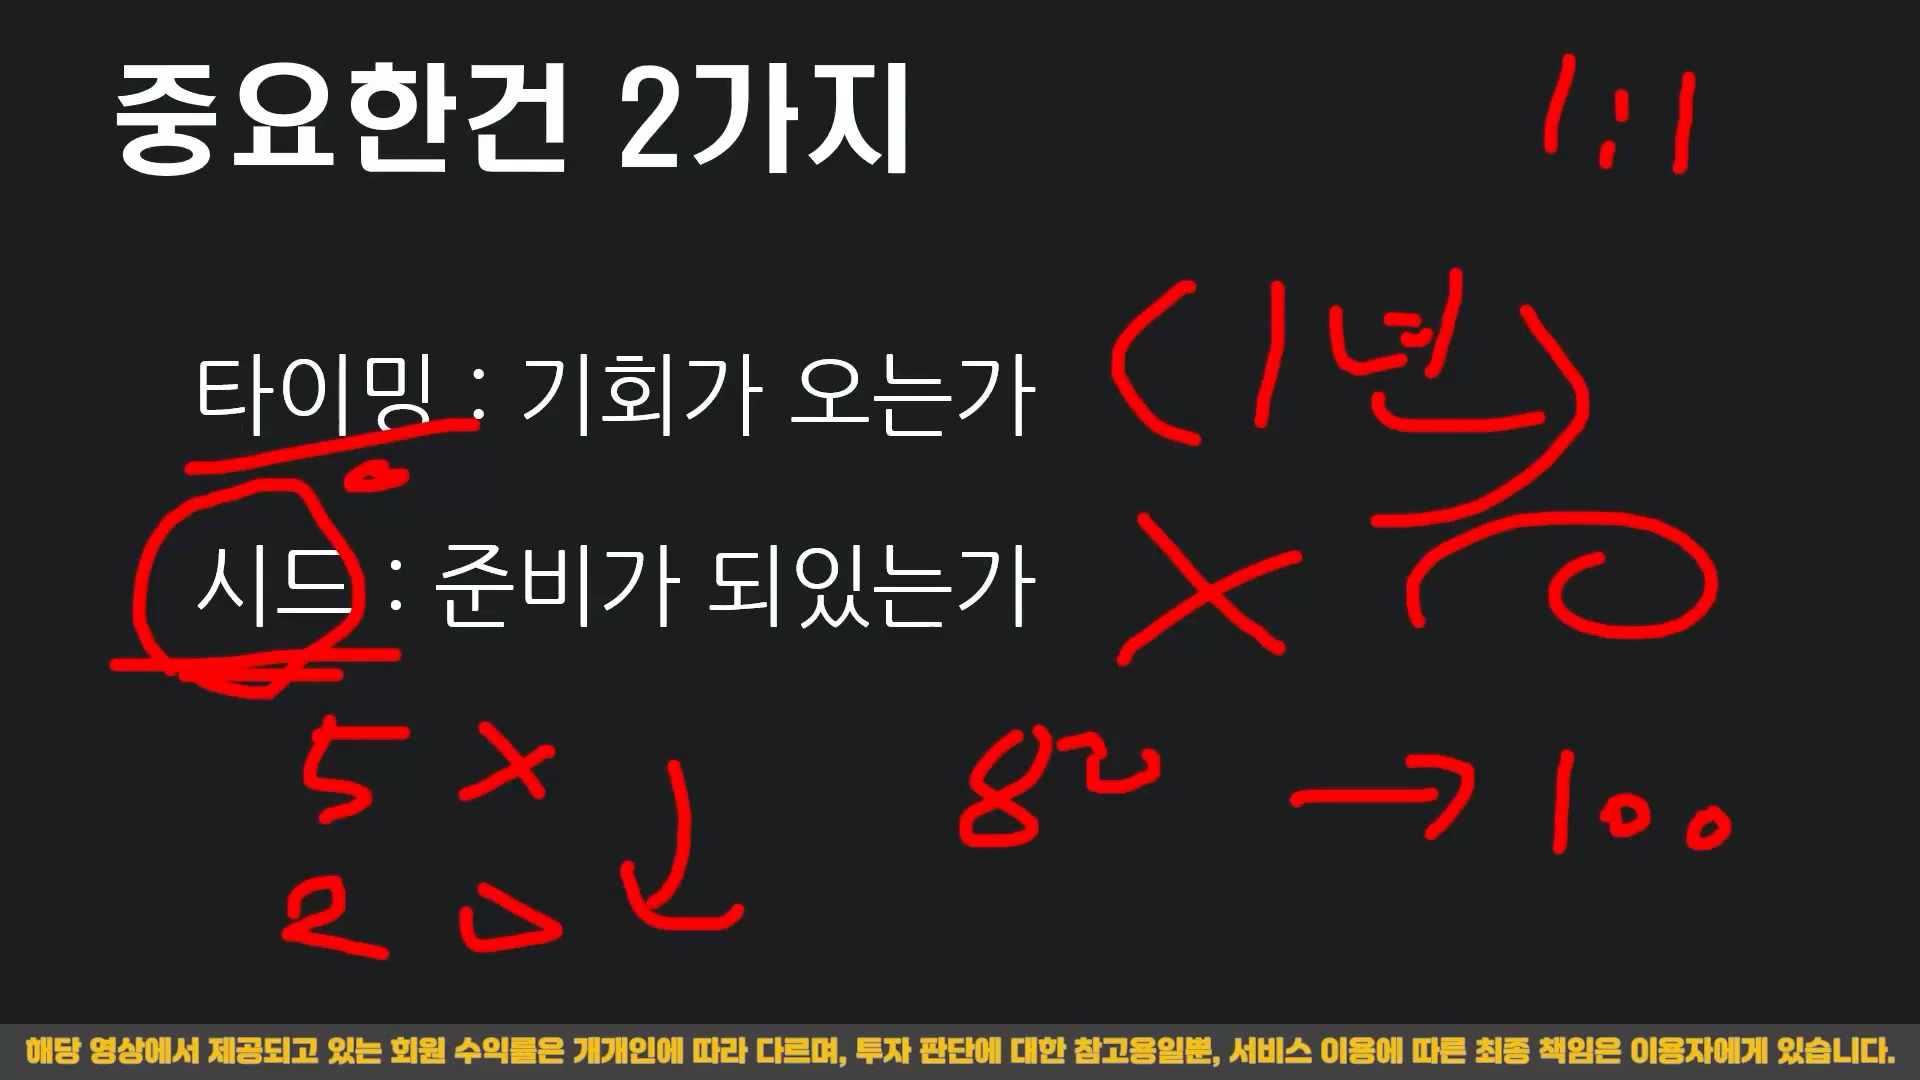 중요한건 2가지
1:1
타이밍 : 기회가 오는가
(1년)
시드 : 준비가 되있는가
5 X
80 → 100
2
해당 영상에서 제공되고 있는 회원 수익률은 개개인에 따라 다르며, 투자 판단에 대한 참고용일뿐, 서비스 이용에 따른 최종 책임은 이용자에게 있습니다.